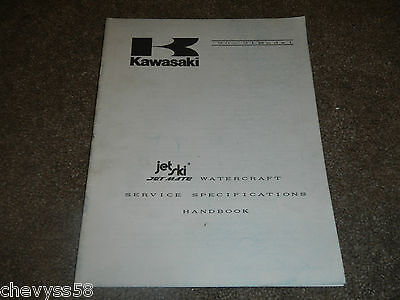 Kawasaki
jet ski®
JET MATE WATERCRAFT
SERVICE SPECIFICATIONS
HANDBOOK
chevyss58